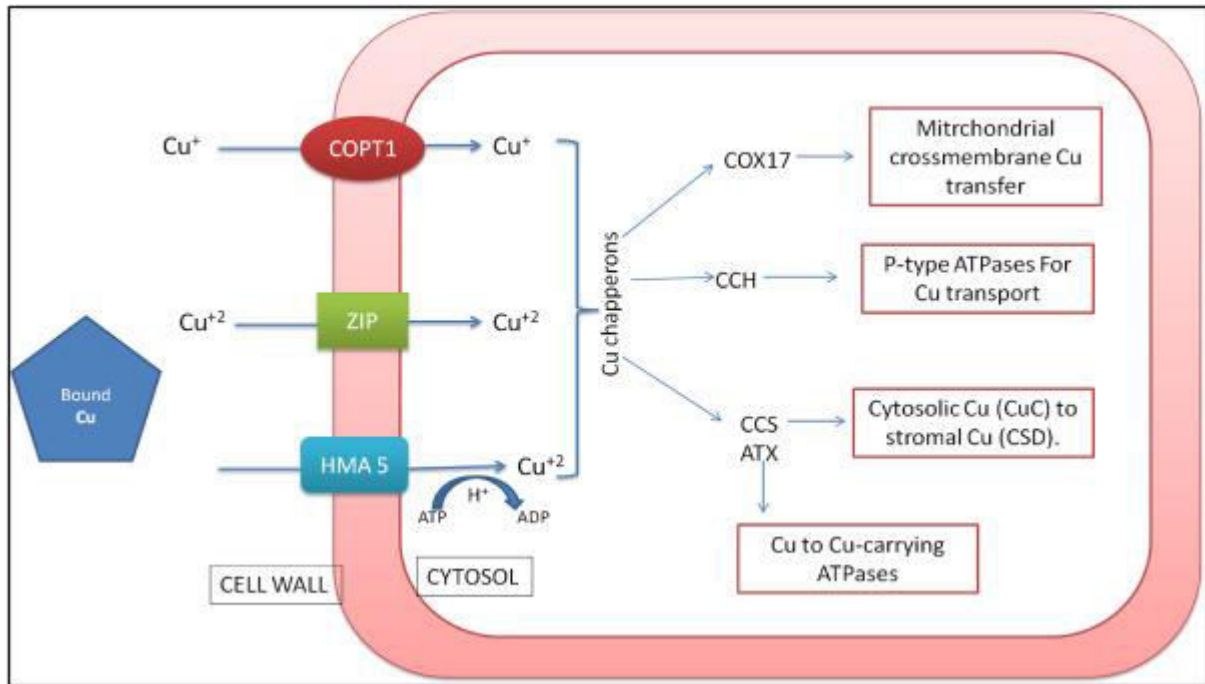 Cu⁺
COPT1
Cu⁺
Cu⁺²
ZIP
Cu⁺²
Bound
Cu
HMA 5
Cu⁺²
H⁺
ATP
ADP
CELL WALL
CYTOSOL
Cu chapperons
COX17
Mitrchondrial
crossmembrane Cu
transfer
CCH
P-type ATPases For
Cu transport
CCS
ATX
Cytosolic Cu (CuC) to
stromal Cu (CSD).
Cu to Cu-carrying
ATPases